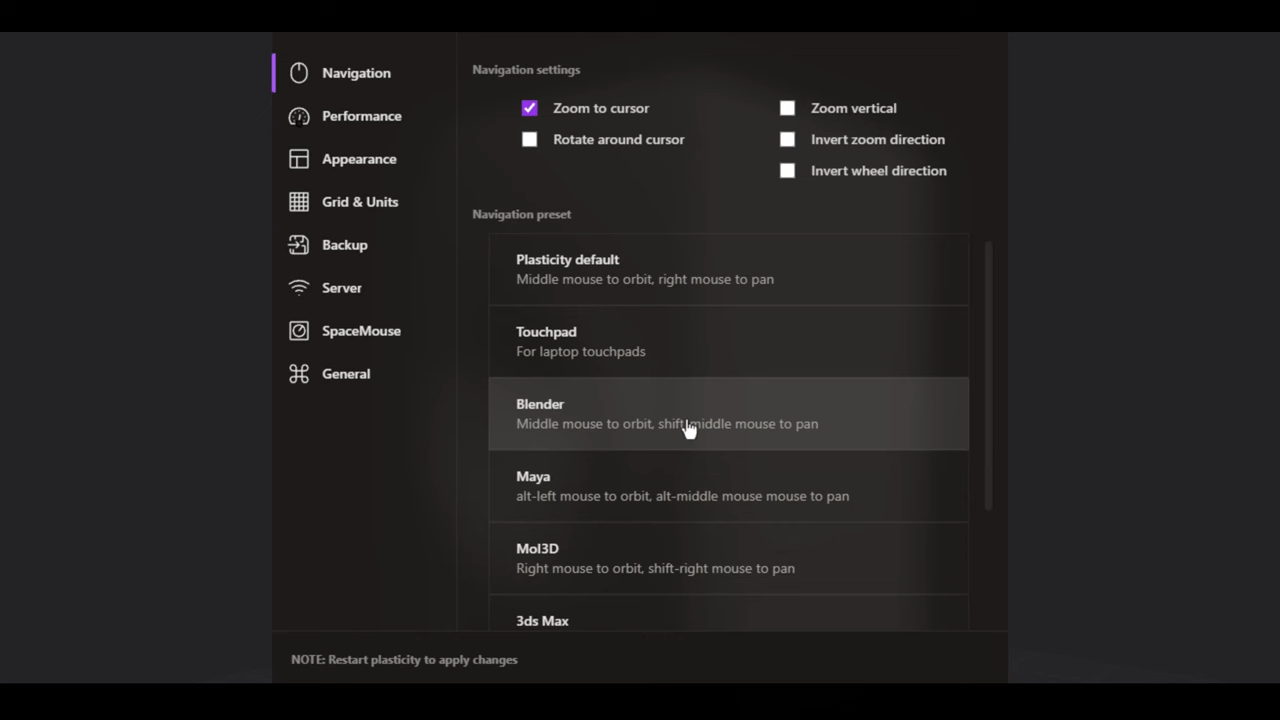 Navigation
Performance
Appearance
Grid & Units
Backup
Server
SpaceMouse
General
Navigation settings
Zoom to cursor
Zoom vertical
Rotate around cursor
Invert zoom direction
Invert wheel direction
Navigation preset
Plasticity default
Middle mouse to orbit, right mouse to pan
Touchpad
For laptop touchpads
Blender
Middle mouse to orbit, shift-middle mouse to pan
Maya
alt-left mouse to orbit, alt-middle mouse mouse to pan
MoI3D
Right mouse to orbit, shift-right mouse to pan
3ds Max
NOTE: Restart plasticity to apply changes